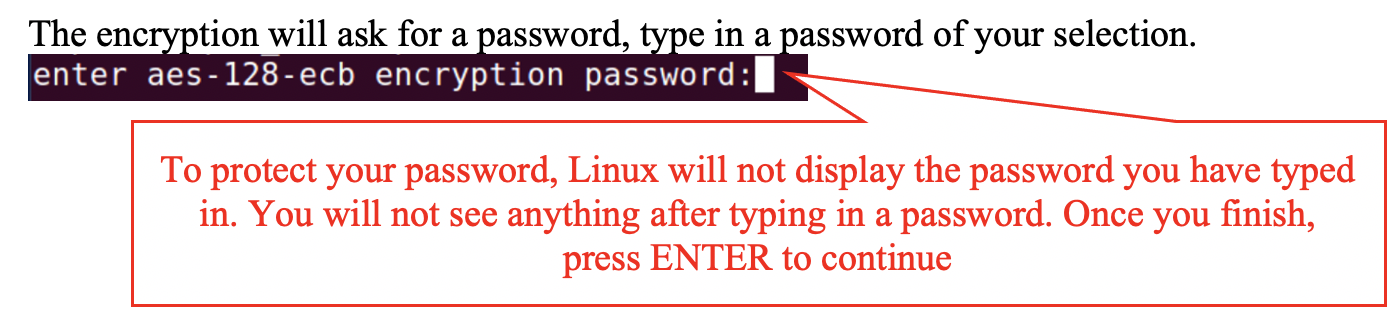 The encryption will ask for a password, type in a password of your selection.
enter aes-128-ecb encryption password:
To protect your password, Linux will not display the password you have typed
in. You will not see anything after typing in a password. Once you finish,
press ENTER to continue